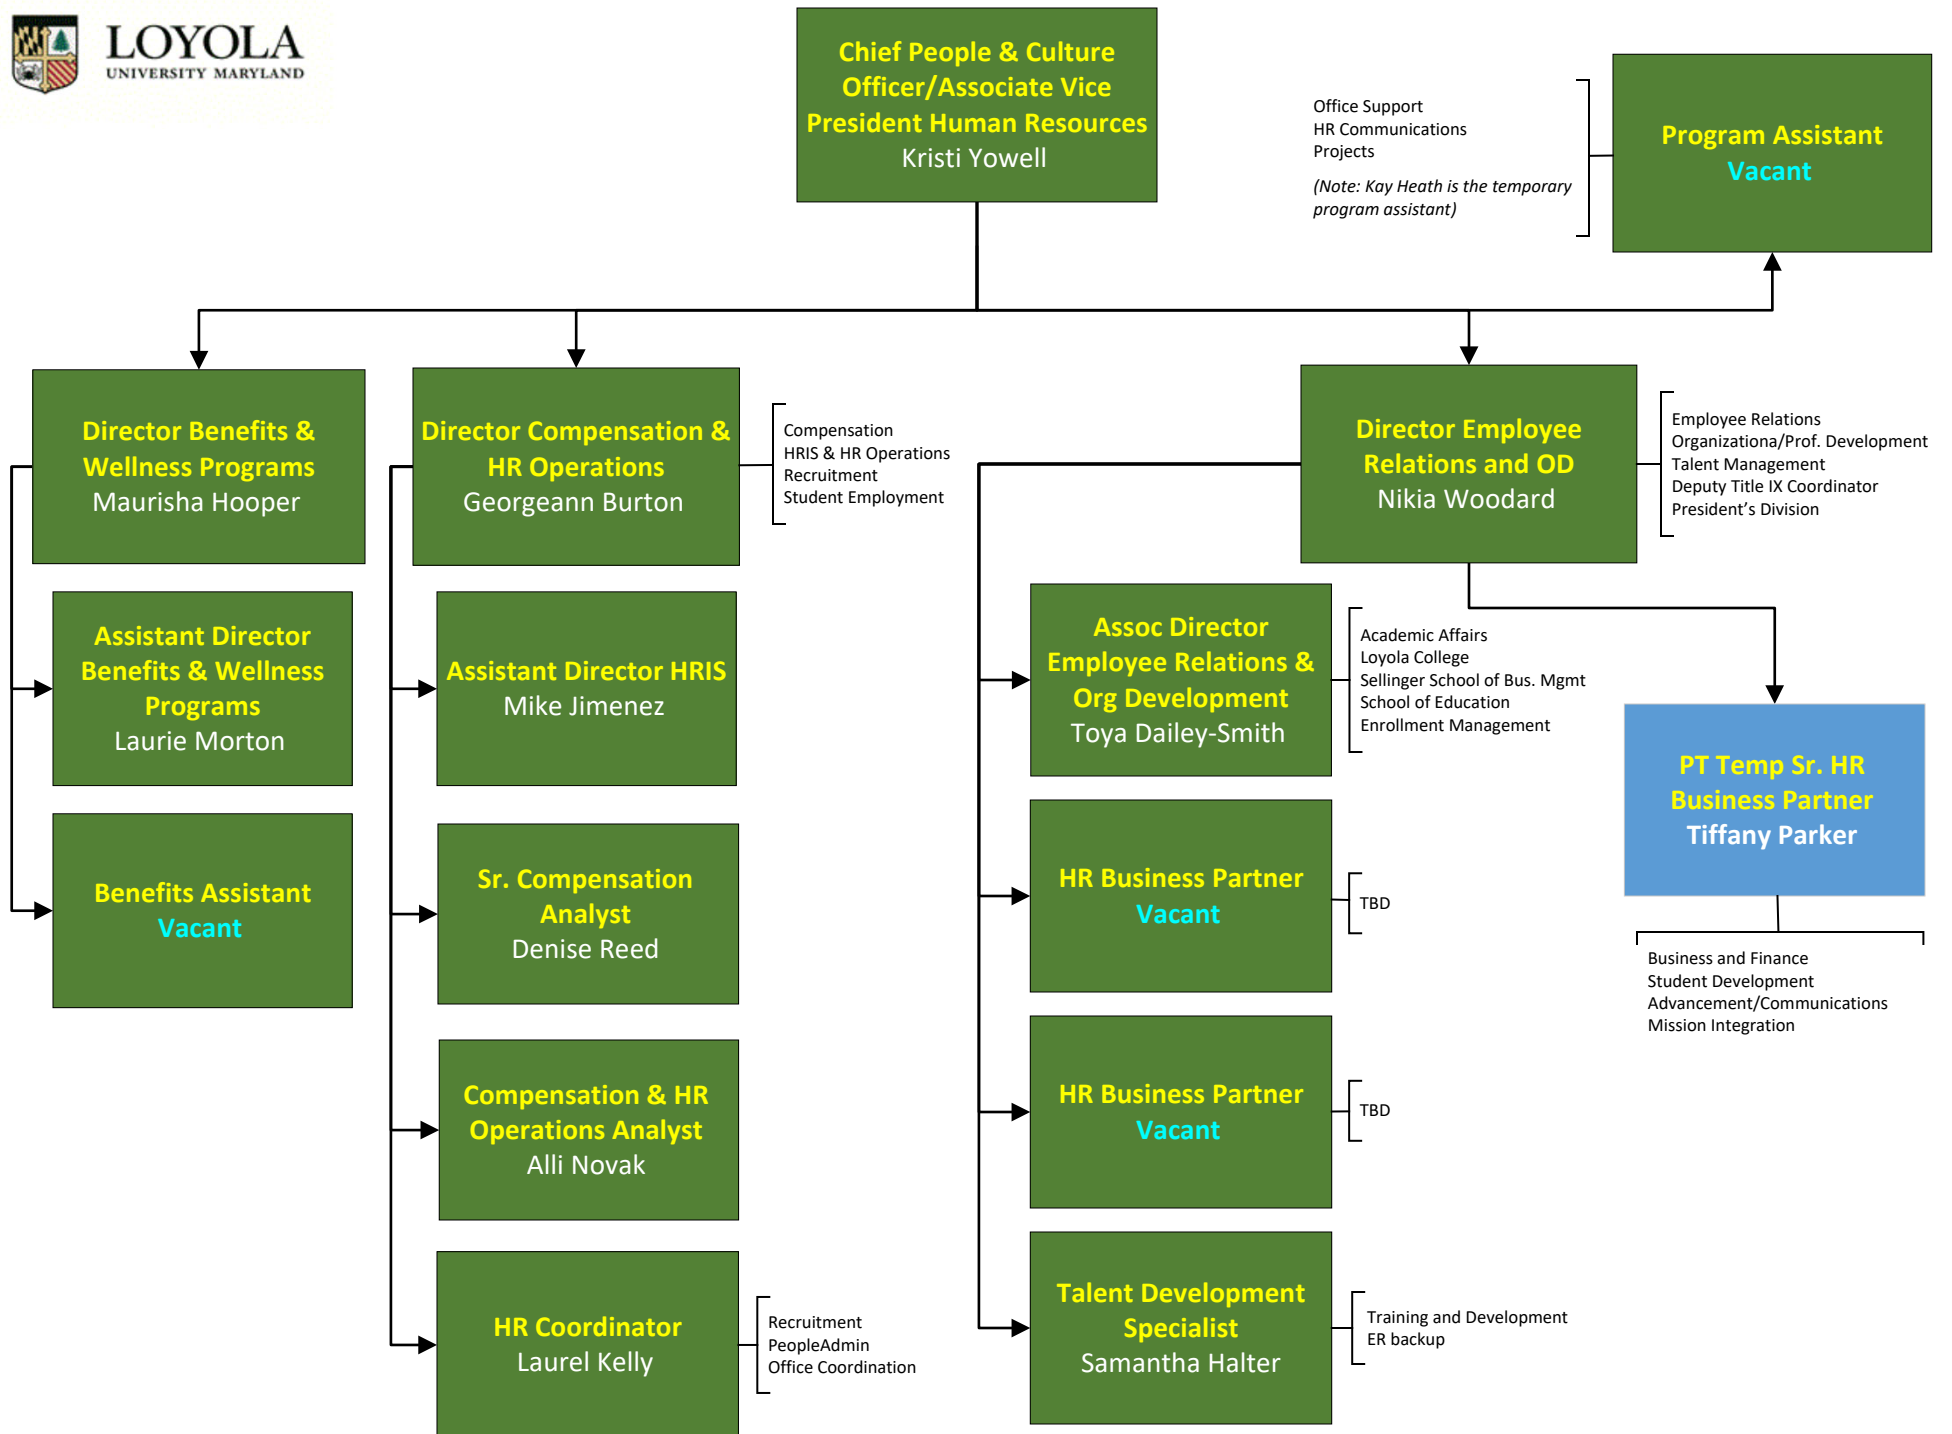 LOYOLA
UNIVERSITY MARYLAND
Chief People & Culture
Officer/Associate Vice
President Human Resources
Kristi Yowell
Office Support
HR Communications
Projects
(Note: Kay Heath is the temporary
program assistant)
Program Assistant
Vacant
Director Benefits &
Wellness Programs
Maurisha Hooper
Director Compensation &
HR Operations
Georgeann Burton
Compensation
HRIS & HR Operations
Recruitment
Student Employment
Director Employee
Relations and OD
Nikia Woodard
Employee Relations
Organizationa/Prof. Development
Talent Management
Deputy Title IX Coordinator
President's Division
Assistant Director
Benefits & Wellness
Programs
Laurie Morton
Benefits Assistant
Vacant
Assistant Director HRIS
Mike Jimenez
Sr. Compensation
Analyst
Denise Reed
Compensation & HR
Operations Analyst
Alli Novak
HR Coordinator
Laurel Kelly
Recruitment
PeopleAdmin
Office Coordination
Assoc Director
Employee Relations &
Org Development
Toya Dailey-Smith
Academic Affairs
Loyola College
Sellinger School of Bus. Mgmt
School of Education
Enrollment Management
HR Business Partner
Vacant
TBD
HR Business Partner
Vacant
TBD
Talent Development
Specialist
Samantha Halter
Training and Development
ER backup
PT Temp Sr. HR
Business Partner
Tiffany Parker
Business and Finance
Student Development
Advancement/Communications
Mission Integration